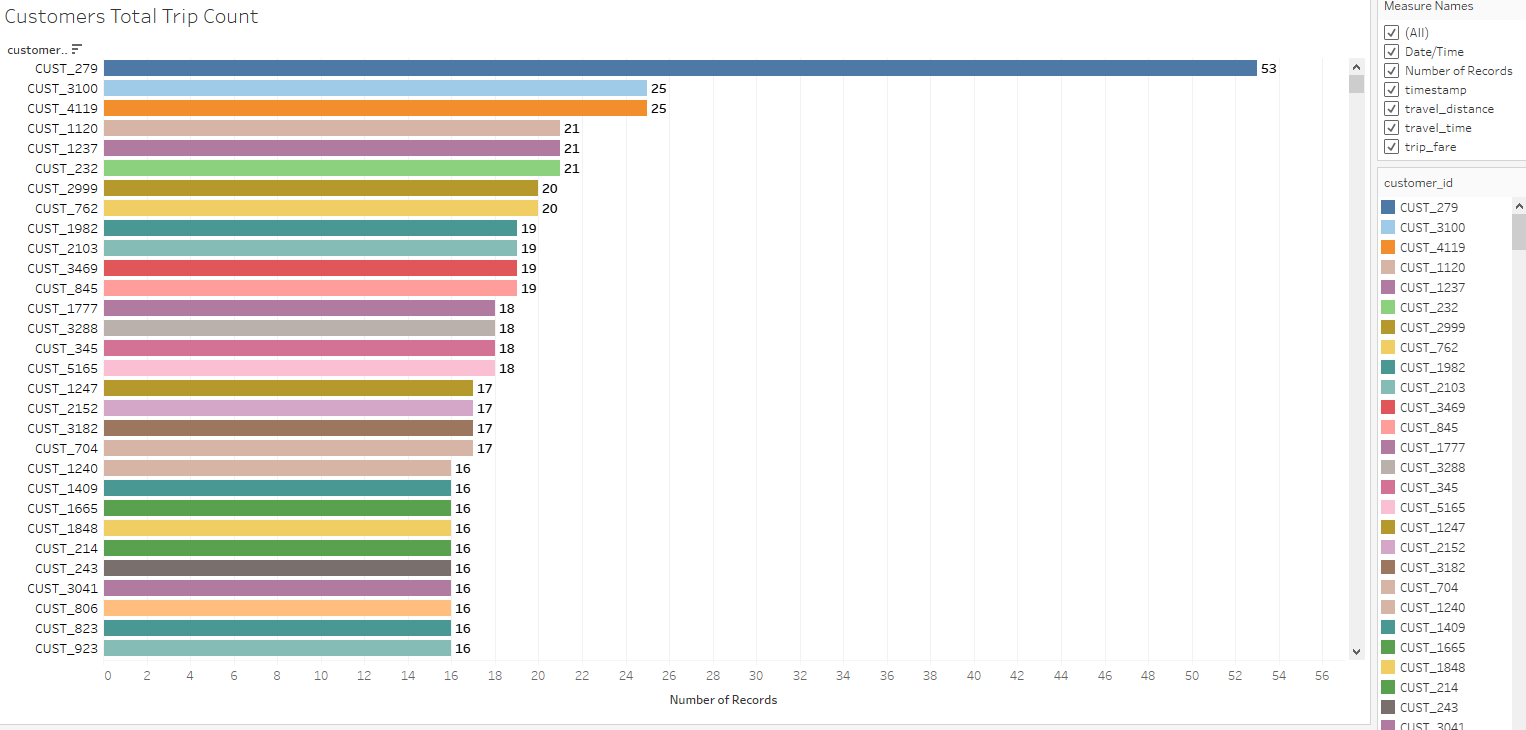 Customers Total Trip Count
customer..
CUST_279 53
CUST_3100 25
CUST_4119 25
CUST_1120 21
CUST_1237 21
CUST_232 21
CUST_2999 20
CUST_762 20
CUST_1982 19
CUST_2103 19
CUST_3469 19
CUST_845 19
CUST_1777 18
CUST_3288 18
CUST_345 18
CUST_5165 18
CUST_1247 17
CUST_2152 17
CUST_3182 17
CUST_704 17
CUST_1240 16
CUST_1409 16
CUST_1665 16
CUST_1848 16
CUST_214 16
CUST_243 16
CUST_3041 16
CUST_806 16
CUST_823 16
CUST_923 16
0 2 4 6 8 10 12 14 16 18 20 22 24 26 28 30 32 34 36 38 40 42 44 46 48 50 52 54 56
Number of Records
Measure Names
(All)
Date/Time
Number of Records
timestamp
travel_distance
travel_time
trip_fare
customer_id
CUST_279
CUST_3100
CUST_4119
CUST_1120
CUST_1237
CUST_232
CUST_2999
CUST_762
CUST_1982
CUST_2103
CUST_3469
CUST_845
CUST_1777
CUST_3288
CUST_345
CUST_5165
CUST_1247
CUST_2152
CUST_3182
CUST_704
CUST_1240
CUST_1409
CUST_1665
CUST_1848
CUST_214
CUST_243
CUST_3041